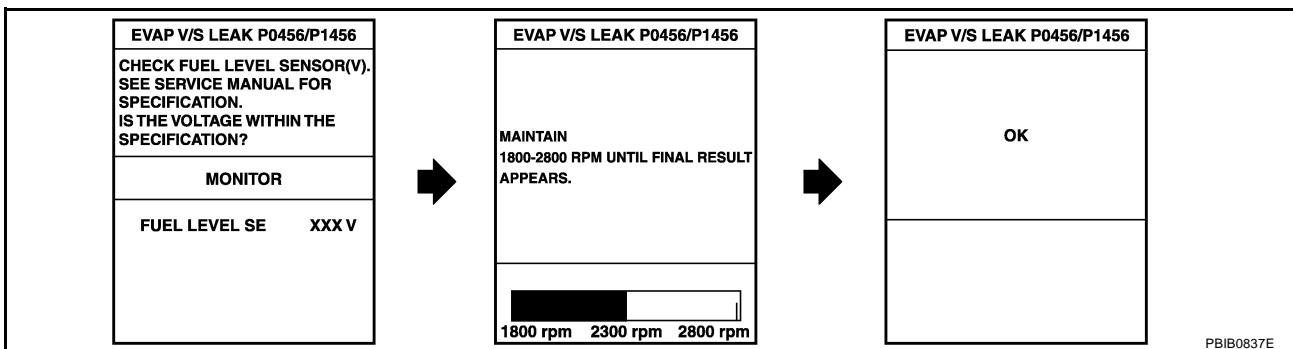 EVAP V/S LEAK P0456/P1456
CHECK FUEL LEVEL SENSOR(V).
SEE SERVICE MANUAL FOR
SPECIFICATION.
IS THE VOLTAGE WITHIN THE
SPECIFICATION?
MONITOR
FUEL LEVEL SE XXX V
EVAP V/S LEAK P0456/P1456
MAINTAIN
1800-2800 RPM UNTIL FINAL RESULT
APPEARS.
1800 rpm 2300 rpm 2800 rpm
EVAP V/S LEAK P0456/P1456
OK
PBIB0837E